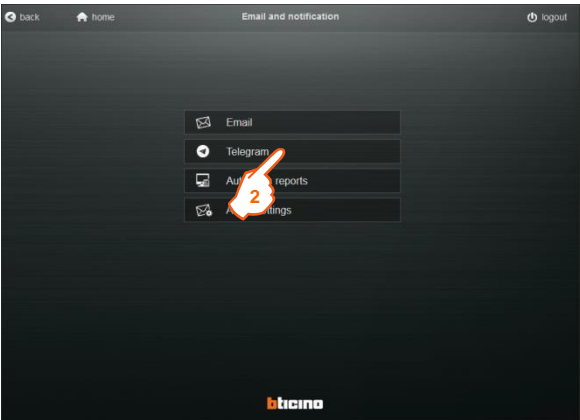 back home Email and notification logout
Email
Telegram
reports
2
bticino